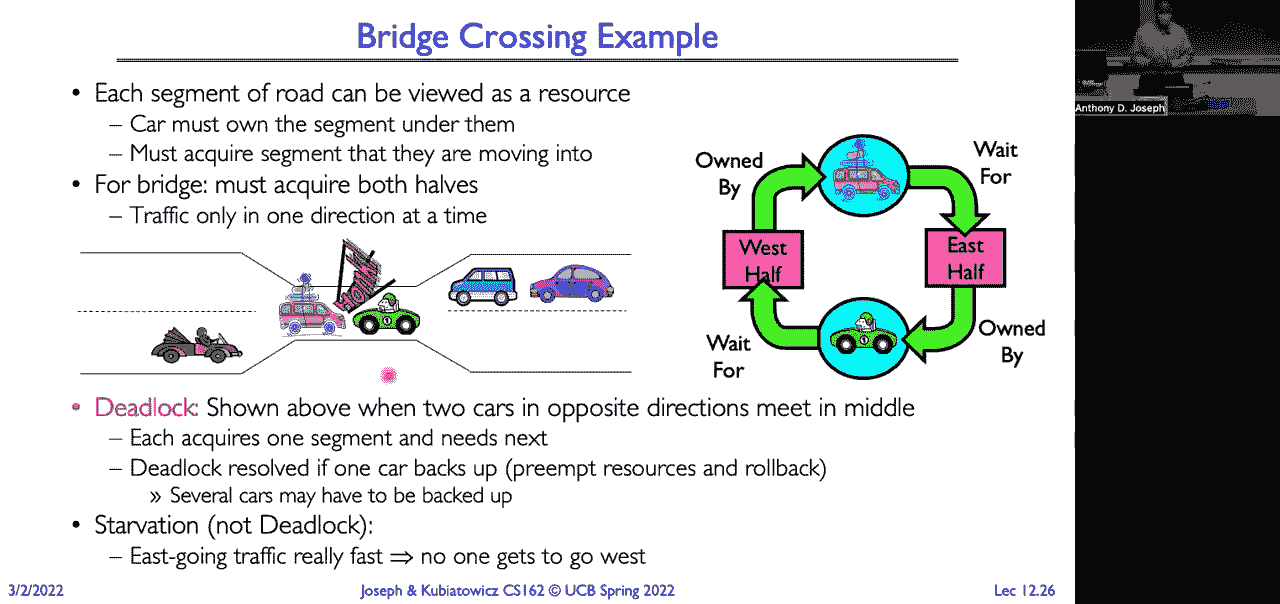 Bridge Crossing Example
• Each segment of road can be viewed as a resource
– Car must own the segment under them
– Must acquire segment that they are moving into
• For bridge: must acquire both halves
– Traffic only in one direction at a time
Anthony D. Joseph
Owned
By
Wait
For
West
Half
East
Half
Wait
For
Owned
By
HONK
1
1
• Deadlock: Shown above when two cars in opposite directions meet in middle
– Each acquires one segment and needs next
– Deadlock resolved if one car backs up (preempt resources and rollback)
» Several cars may have to be backed up
• Starvation (not Deadlock):
– East-going traffic really fast ⇒ no one gets to go west
3/2/2022
Joseph & Kubiatowicz CS162 © UCB Spring 2022
Lec 12.26